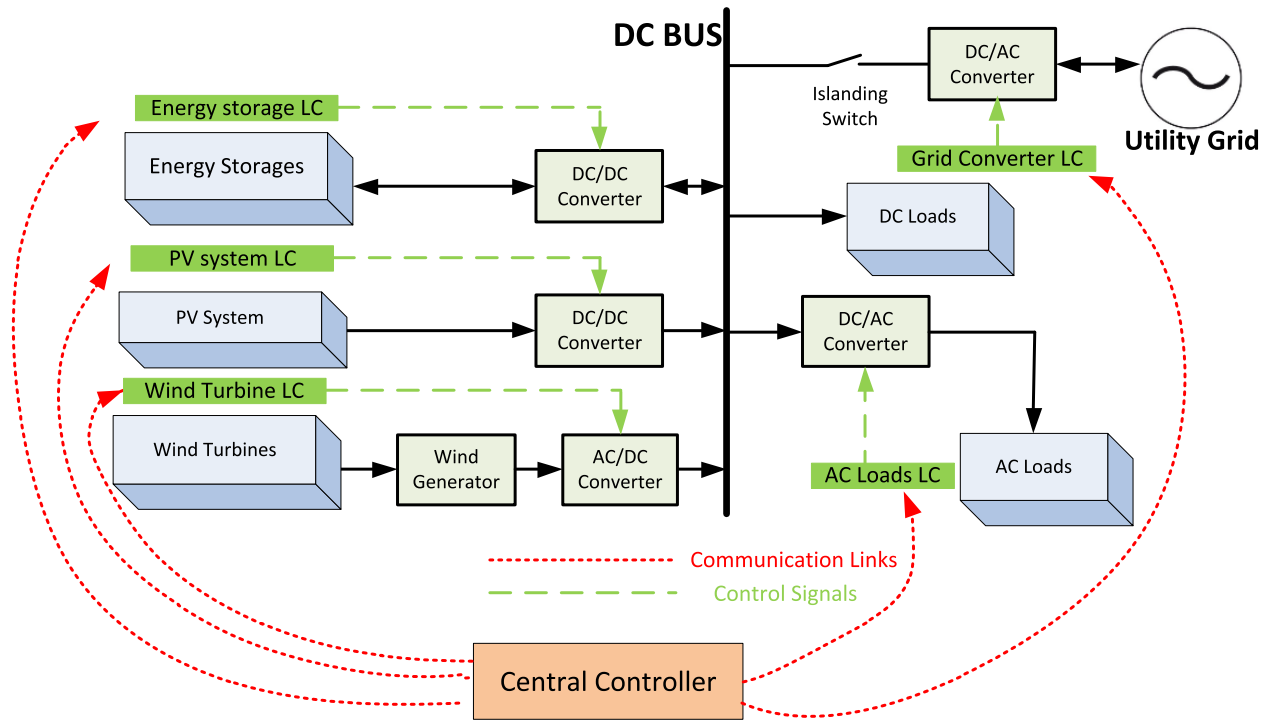 DC BUS
DC/AC
Converter
Islanding
Switch
Utility Grid
Grid Converter LC
Energy storage LC
Energy Storages
DC/DC
Converter
DC Loads
PV system LC
PV System
DC/DC
Converter
DC/AC
Converter
Wind Turbine LC
Wind Turbines
Wind
Generator
AC/DC
Converter
AC Loads LC
AC Loads
Communication Links
Control Signals
Central Controller